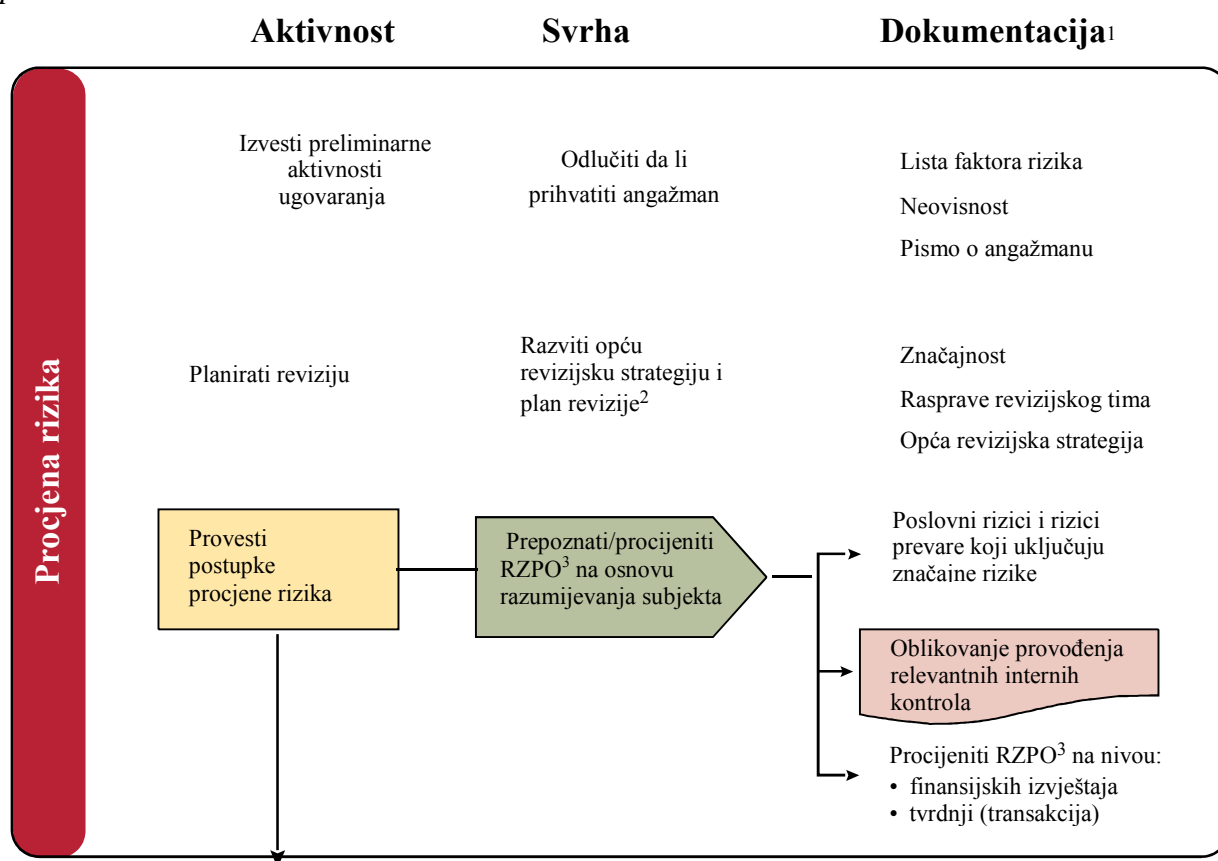 Aktivnost Svrha Dokumentacija1
Procjena rizika
Izvesti preliminarne
aktivnosti
ugovaranja
Odlučiti da li
prihvatiti angažman
Lista faktora rizika
Neovisnost
Pismo o angažmanu
Planirati reviziju
Razviti opću
revizijsku strategiju i
plan revizije2
Značajnost
Rasprave revizijskog tima
Opća revizijska strategija
Provesti
postupke
procjene rizika
Prepoznati/procijeniti
RZPO3 na osnovu
razumijevanja subjekta
Poslovni rizici i rizici
prevare koji uključuju
značajne rizike
Oblikovanje provođenja
relevantnih internih
kontrola
Procijeniti RZPO3 na nivou:
• finansijskih izvještaja
• tvrdnji (transakcija)